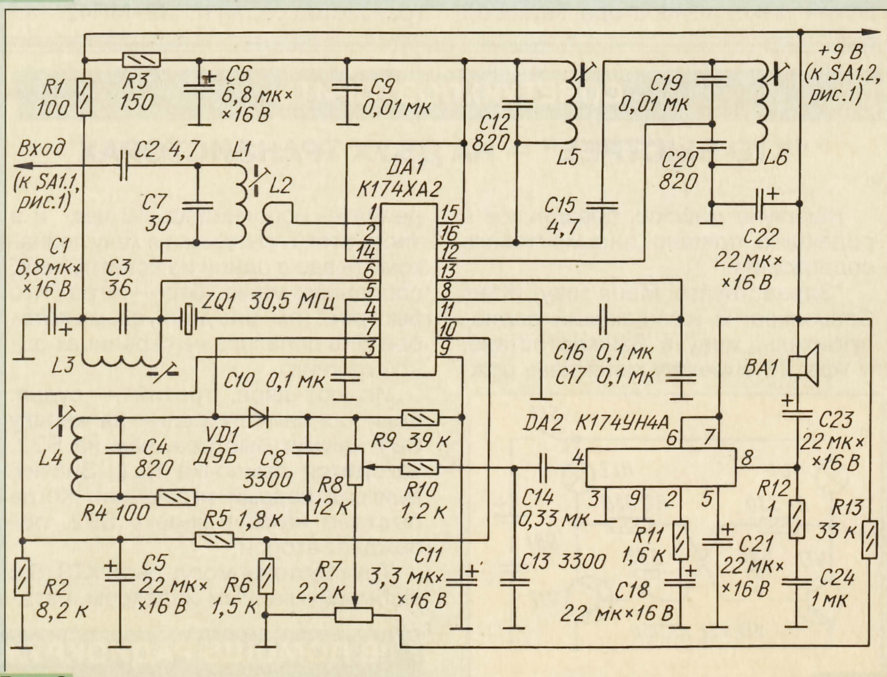 R1
100
R3
150
C6
6,8 мк×
×16 В
C9
0,01 мк
C12
820
L5
C19
0,01 мк
+9 В
(к SA1.2,
рис.1)
C20
820
L6
Вход
(к SA1.1,
рис.1)
C2 4,7
L1
L2
C7
30
DA1
К174ХА2
1
2
14
6
5
4
7
3
15
16
12
13
8
11
10
9
C15
4,7
C22
22 мк×
×16 В
C1
6,8 мк×
×16 В
C3
36
ZQ1 30,5 МГц
L3
C10 0,1 мк
C16 0,1 мк
C17 0,1 мк
BA1
L4
C4
820
VD1
Д9Б
C8
3300
R9 39 к
R8
12 к
R10
1,2 к
DA2 К174УН4А
6
7
4
8
3
9
2
5
C23
22 мк×
×16 В
C14
0,33 мк
R4 100
R5 1,8 к
R2
8,2 к
C5
22 мк×
×16 В
R6
1,5 к
R7
2,2 к
C11
3,3 мк×
×16 В
C13 3300
R11
1,6 к
C18
22
мк×16 В
C21
22 мк×
×16 В
R12
1
R13
33 к
C24
1 мк